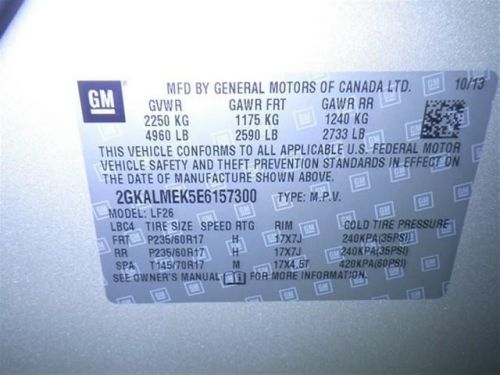 GM
MFD BY GENERAL MOTORS OF CANADA LTD. 10/13
GVWR GAWR FRT GAWR RR
2250 KG 1175 KG 1240 KG
4960 LB 2590 LB 2733 LB
THIS VEHICLE CONFORMS TO ALL APPLICABLE U.S. FEDERAL MOTOR
VEHICLE SAFETY AND THEFT PREVENTION STANDARDS IN EFFECT ON
THE DATE OF MANUFACTURE SHOWN ABOVE.
2GKALMEK5E6157300 TYPE: M.P.V.
MODEL: LF26
LBC4 TIRE SIZE SPEED RTG RIM COLD TIRE PRESSURE
FRT P235/60R17 H 17X7J 240KPA(35PSI)
RR P235/60R17 H 17X7J 240KPA(35PSI)
SPA T145/70R17 M 17X4.5T 420KPA(60PSI)
SEE OWNER'S MANUAL FOR ADDITIONAL INFORMATION.